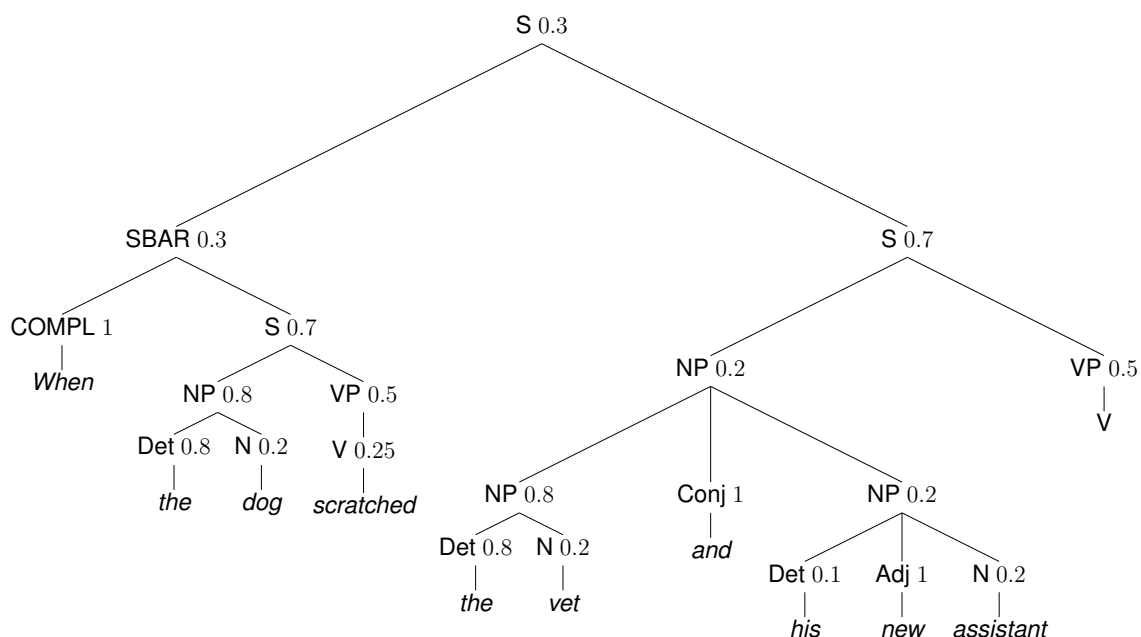 S 0.3
SBAR 0.3 S 0.7
COMPL 1 S 0.7 NP 0.2 VP 0.5
When NP 0.8 VP 0.5 V
Det 0.8 N 0.2 V 0.25
the dog scratched NP 0.8 Conj 1 NP 0.2
Det 0.8 N 0.2 and Det 0.1 Adj 1 N 0.2
the vet his new assistant